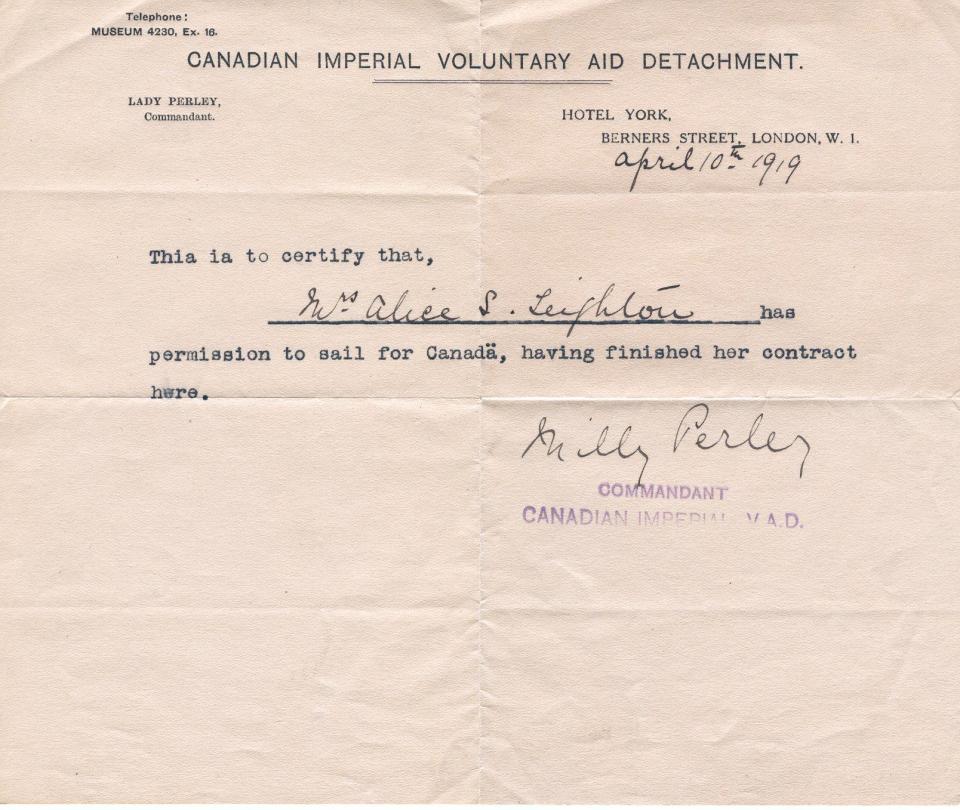 Telephone:
MUSEUM 4230, Ex. 16.
CANADIAN IMPERIAL VOLUNTARY AID DETACHMENT.
LADY PERLEY,
Commandant.
HOTEL YORK,
BERNERS STREET, LONDON, W. 1.
April 10th 1919
Thia ia to certify that,
Mrs Alice S. Leighton has
permission to sail for Canadä, having finished her contract
here.
Milly Perley
COMMANDANT
CANADIAN IMPERIAL V.A.D.